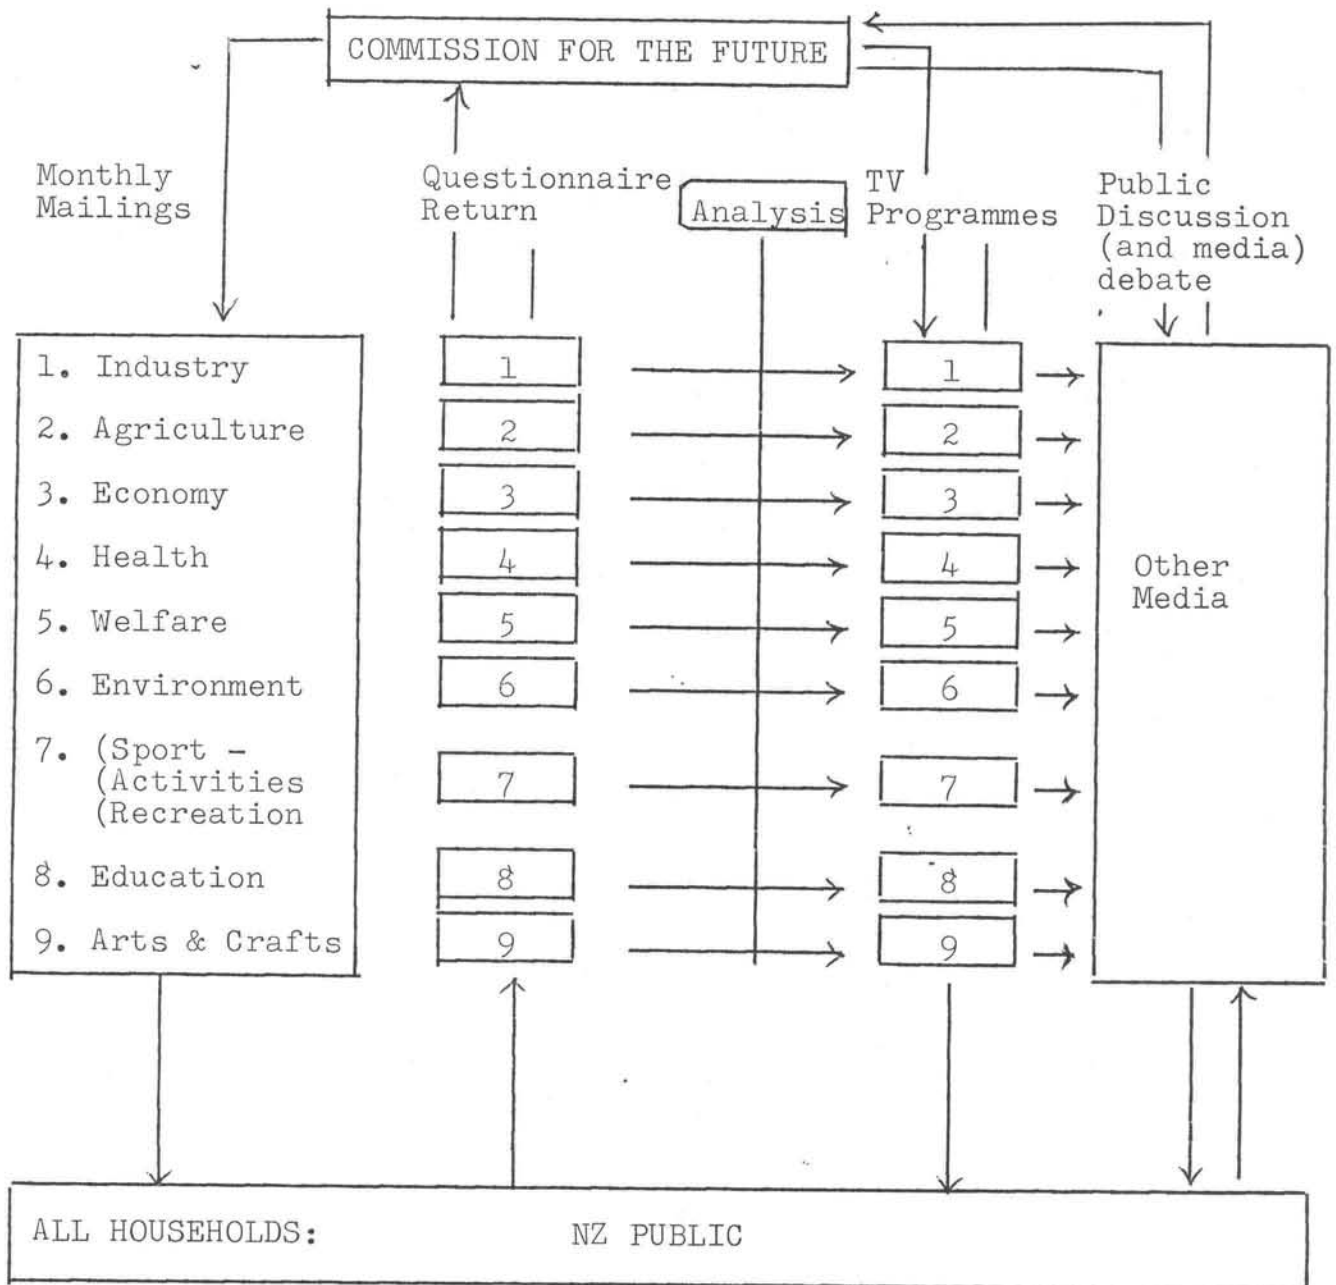 COMMISSION FOR THE FUTURE
Monthly
Mailings
Questionnaire
Return
Analysis
TV
Programmes
Public
Discussion
(and media)
debate
1. Industry
2. Agriculture
3. Economy
4. Health
5. Welfare
6. Environment
7. (Sport -
(Activities
(Recreation
8. Education
9. Arts & Crafts
1
2
3
4
5
6
7
8
9
1
2
3
4
5
6
7
8
9
Other
Media
ALL HOUSEHOLDS: NZ PUBLIC